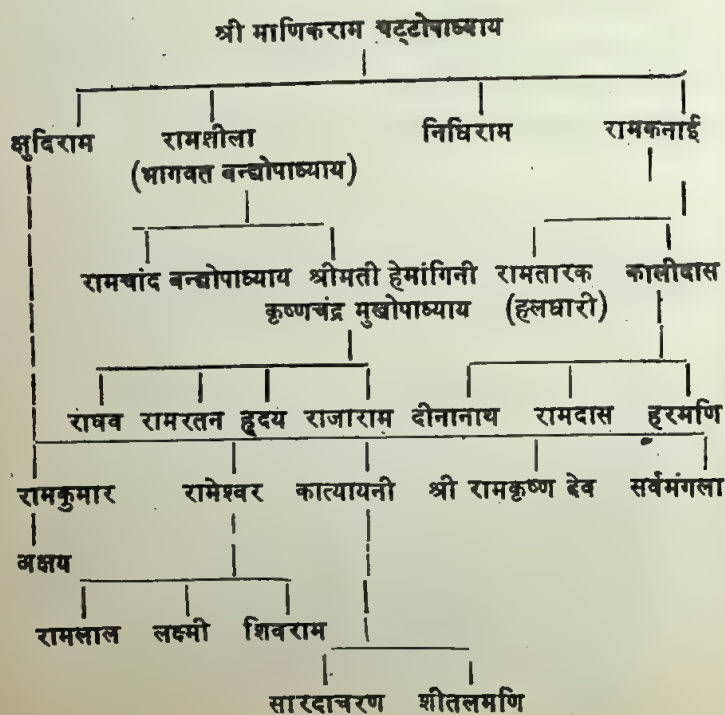 श्री माणिकराम चट्टोपाध्याय
क्षुदिराम रामशीला निधिराम रामकनाई
(भागवत बन्द्योपाध्याय)
रामचांद बन्द्योपाध्याय श्रीमती हेमांगिनी रामतारक कालीदास
कृष्णचंद्र मुखोपाध्याय (हलधारी)
राघव रामरतन हृदय राजाराम दीनानाथ रामदास हरमणि
रामकुमार रामेश्वर कात्यायनी श्री रामकृष्ण देव सर्वमंगला
अक्षय
रामलाल लक्ष्मी शिवराम
सारदाचरण शीतलमणि